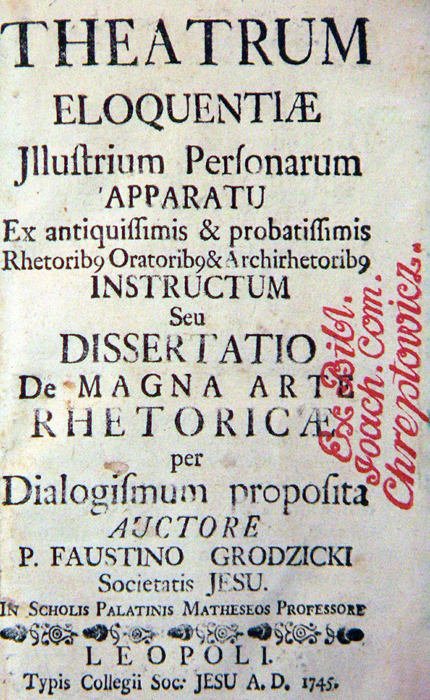 THEATRUM
ELOQUENTIÆ
Jlluſtrium Perſonarum
APPARATU
Ex antiquiſſimis & probatiſſimis
Rhetoribꝰ Oratoribꝰ & Archirhetoribꝰ
INSTRUCTUM
Seu
DISSERTATIO
De MAGNA ARTE
RHETORICÆ
per
Dialogiſmum propoſita
AUCTORE
P. FAUSTINO GRODZICKI
Societatis JESU.
IN SCHOLIS PALATINIS MATHESEOS PROFESSORE
LEOPOLI.
Typis Collegii Soc: JESU A. D. 1745.
Ex Bibl.
Joach. Com.
Chreptowicz.